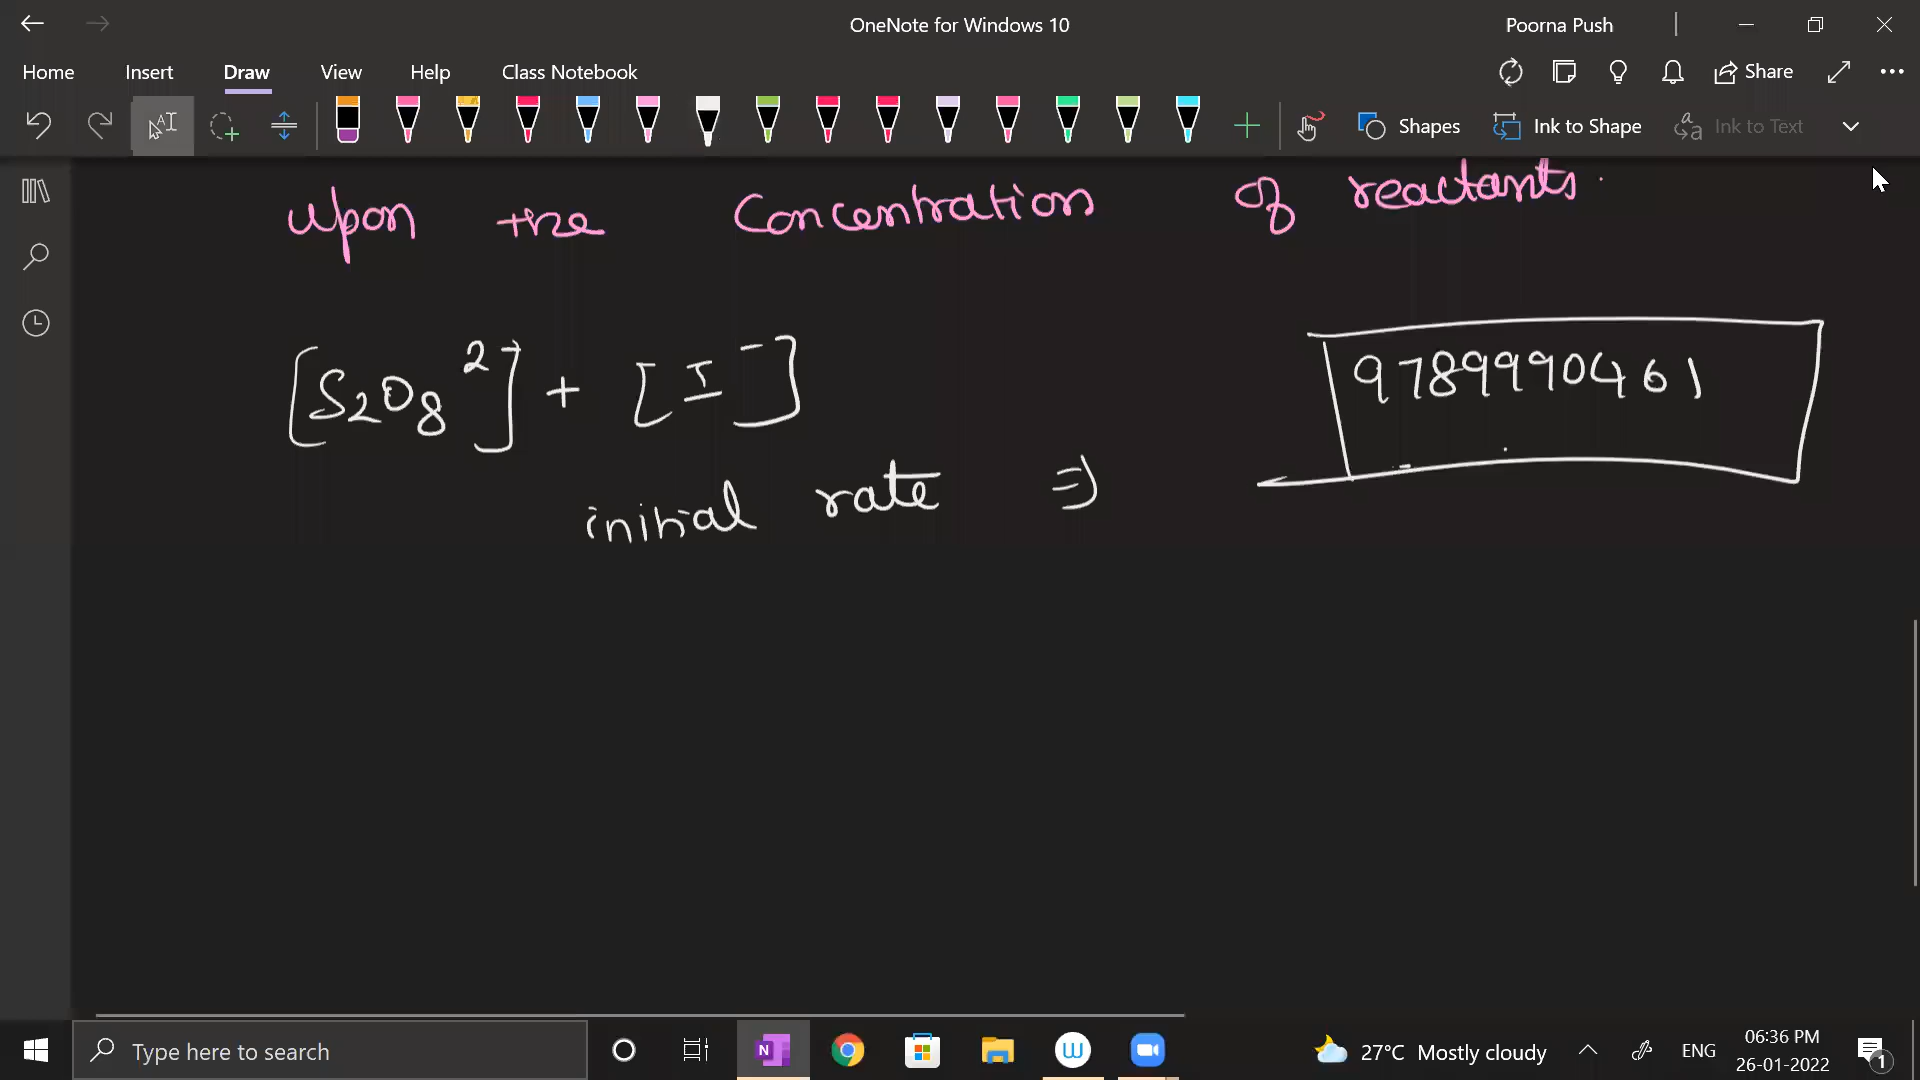 OneNote for Windows 10
Poorna Push
Home Insert Draw View Help Class Notebook
Share
Shapes Ink to Shape Ink to Text
upon the Concentration of reactants.
[S₂O₈²⁻] + [I⁻]
9789990461
initial rate ⇒
Type here to search
27°C Mostly cloudy
ENG
06:36 PM
26-01-2022
1